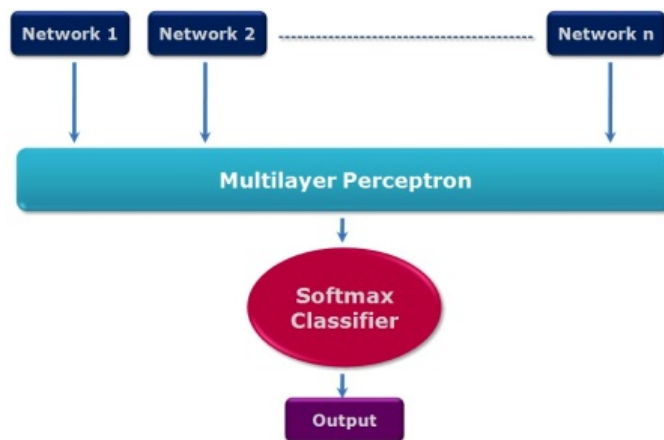 Network 1
Network 2
Network n
Multilayer Perceptron
Softmax
Classifier
Output